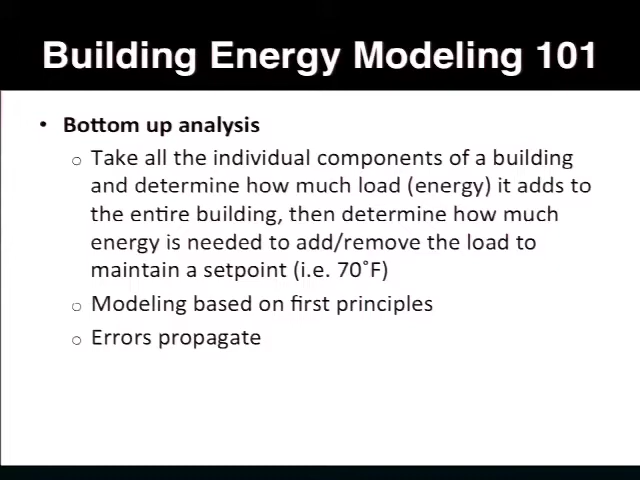 Building Energy Modeling 101
• Bottom up analysis
○ Take all the individual components of a building
and determine how much load (energy) it adds to
the entire building, then determine how much
energy is needed to add/remove the load to
maintain a setpoint (i.e. 70˚F)
○ Modeling based on first principles
○ Errors propagate